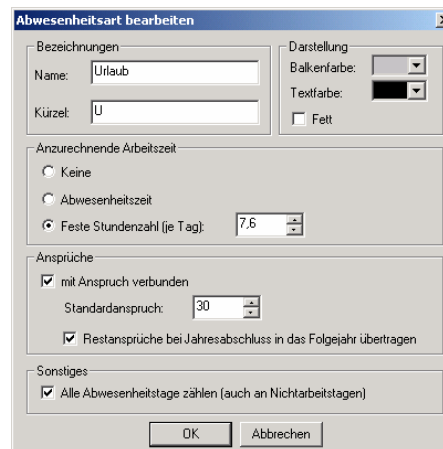 Abwesenheitsart bearbeiten
Bezeichnungen
Name: Urlaub
Kürzel: U
Darstellung
Balkenfarbe:
Textfarbe:
Fett
Anzurechnende Arbeitszeit
Keine
Abwesenheitszeit
Feste Stundenzahl (je Tag): 7,6
Ansprüche
mit Anspruch verbunden
Standardanspruch: 30
Restansprüche bei Jahresabschluss in das Folgejahr übertragen
Sonstiges
Alle Abwesenheitstage zählen (auch an Nichtarbeitstagen)
OK Abbrechen